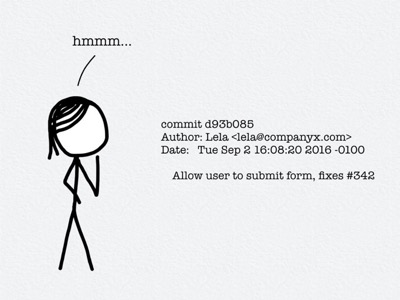 hmmm...
commit d93b085
Author: Lela <lela@companyx.com>
Date: Tue Sep 2 16:08:20 2016 -0100
Allow user to submit form, fixes #342